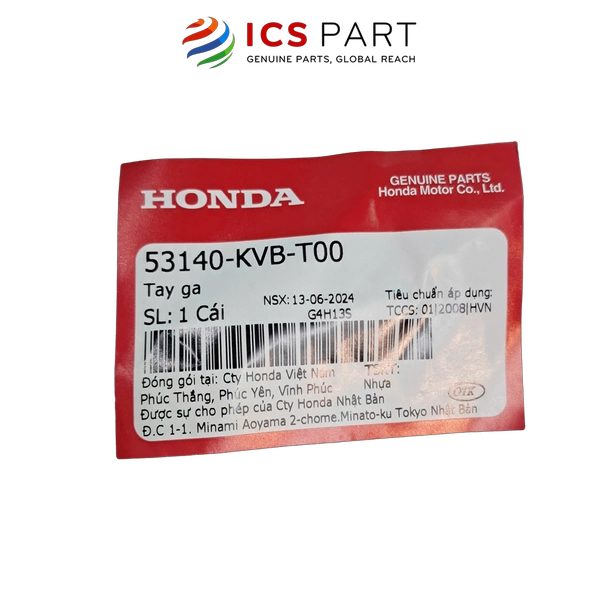 ICS PART
GENUINE PARTS, GLOBAL REACH
HONDA
GENUINE PARTS
Honda Motor Co., Ltd.
53140-KVB-T00
Tay ga
SL: 1 Cái
NSX: 13-06-2024
G4H13S
Tiêu chuẩn áp dụng:
TCCS: 01|2008|HVN
Đóng gói tại: Cty Honda Việt Nam
Phúc Thắng, Phúc Yên, Vĩnh Phúc
Nhựa
Được sự cho phép của Cty Honda Nhật Bản
Đ.C 1-1. Minami Aoyama 2-chome.Minato-ku Tokyo Nhật Bản